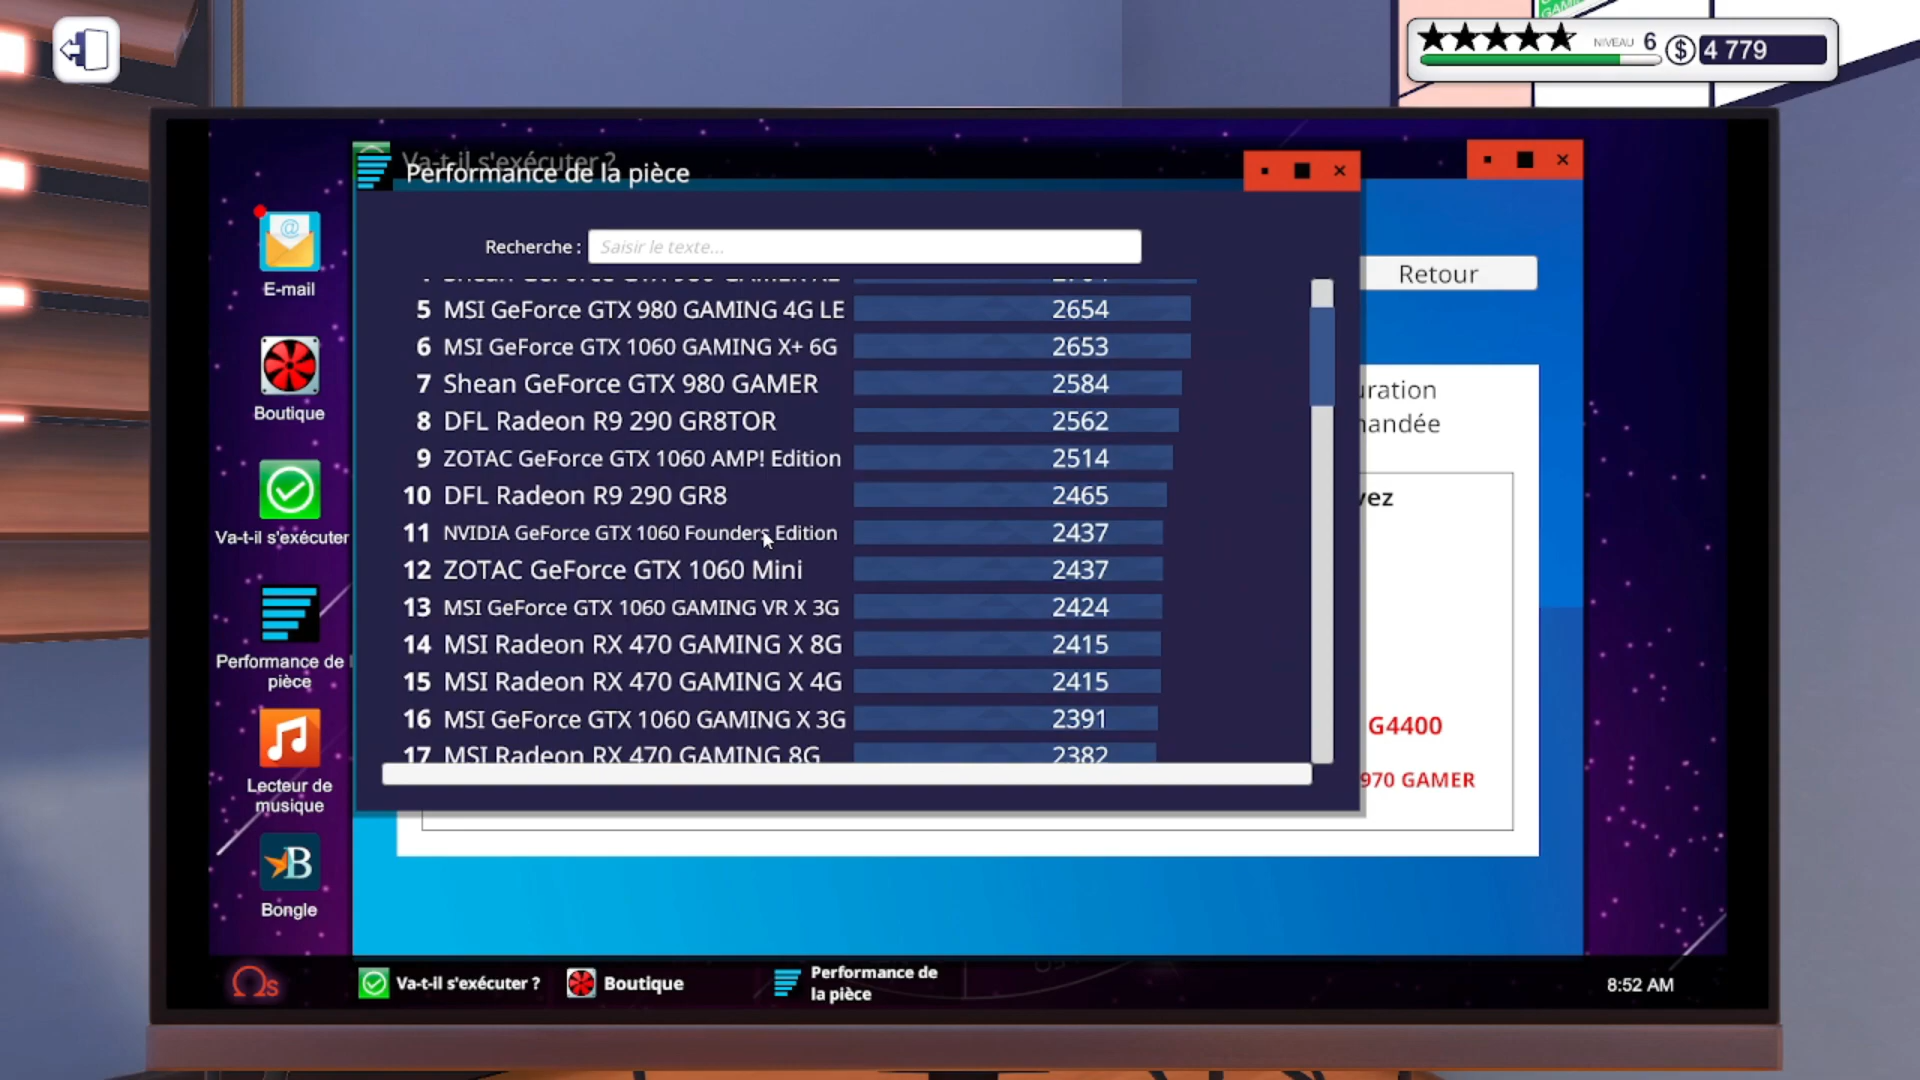 NIVEAU 6 $ 4 779
Va-t-il s'exécuter ?
Performance de la pièce
Recherche : Saisir le texte...
Retour
5 MSI GeForce GTX 980 GAMING 4G LE 2654
6 MSI GeForce GTX 1060 GAMING X+ 6G 2653
7 Shean GeForce GTX 980 GAMER 2584
8 DFL Radeon R9 290 GR8TOR 2562
9 ZOTAC GeForce GTX 1060 AMP! Edition 2514
10 DFL Radeon R9 290 GR8 2465
11 NVIDIA GeForce GTX 1060 Founders Edition 2437
12 ZOTAC GeForce GTX 1060 Mini 2437
13 MSI GeForce GTX 1060 GAMING VR X 3G 2424
14 MSI Radeon RX 470 GAMING X 8G 2415
15 MSI Radeon RX 470 GAMING X 4G 2415
16 MSI GeForce GTX 1060 GAMING X 3G 2391
17 MSI Radeon RX 470 GAMING 8G 2382
uration
andée
vez
G4400
970 GAMER
E-mail
Boutique
Va-t-il s'exécuter
Performance de l
pièce
Lecteur de
musique
B
Bongle
Ωs
Va-t-il s'exécuter ?
Boutique
Performance de
la pièce
8:52 AM